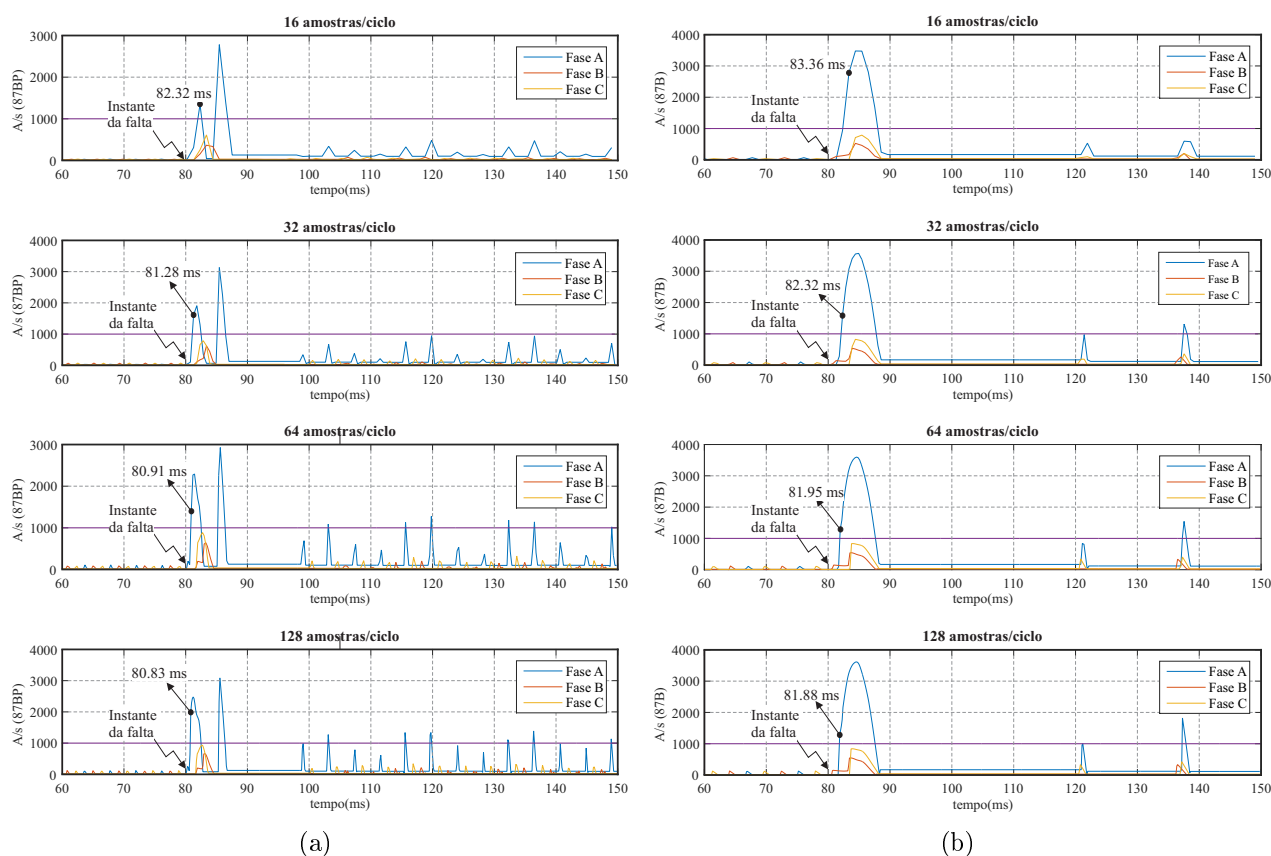 16 amostras/ciclo
A/s (87BP)
3000
2000
1000
0
82.32 ms
Instante
da falta
Fase A
Fase B
Fase C
60 70 80 90 100 110 120 130 140 150
tempo(ms)
32 amostras/ciclo
A/s (87BP)
4000
3000
2000
1000
0
81.28 ms
Instante
da falta
Fase A
Fase B
Fase C
60 70 80 90 100 110 120 130 140 150
tempo(ms)
64 amostras/ciclo
A/s (87BP)
3000
2000
1000
0
80.91 ms
Instante
da falta
Fase A
Fase B
Fase C
60 70 80 90 100 110 120 130 140 150
tempo(ms)
128 amostras/ciclo
A/s (87BP)
4000
3000
2000
1000
0
80.83 ms
Instante
da falta
Fase A
Fase B
Fase C
60 70 80 90 100 110 120 130 140 150
tempo(ms)
(a)
16 amostras/ciclo
A/s (87B)
4000
3000
2000
1000
0
83.36 ms
Instante
da falta
Fase A
Fase B
Fase C
60 70 80 90 100 110 120 130 140 150
tempo(ms)
32 amostras/ciclo
A/s (87B)
4000
3000
2000
1000
0
82.32 ms
Instante
da falta
Fase A
Fase B
Fase C
60 70 80 90 100 110 120 130 140 150
tempo(ms)
64 amostras/ciclo
A/s (87B)
4000
3000
2000
1000
0
81.95 ms
Instante
da falta
Fase A
Fase B
Fase C
60 70 80 90 100 110 120 130 140 150
tempo(ms)
128 amostras/ciclo
A/s (87B)
4000
3000
2000
1000
0
81.88 ms
Instante
da falta
Fase A
Fase B
Fase C
60 70 80 90 100 110 120 130 140 150
tempo(ms)
(b)